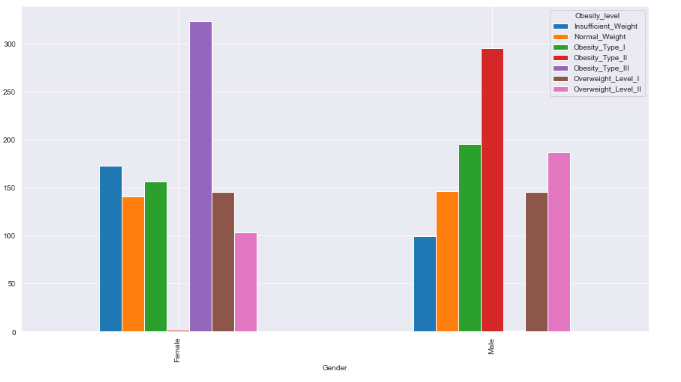 Obesity_level
Insufficient_Weight
Normal_Weight
Obesity_Type_I
Obesity_Type_II
Obesity_Type_III
Overweight_Level_I
Overweight_Level_II
300
250
200
150
100
50
0
Female
Male
Gender